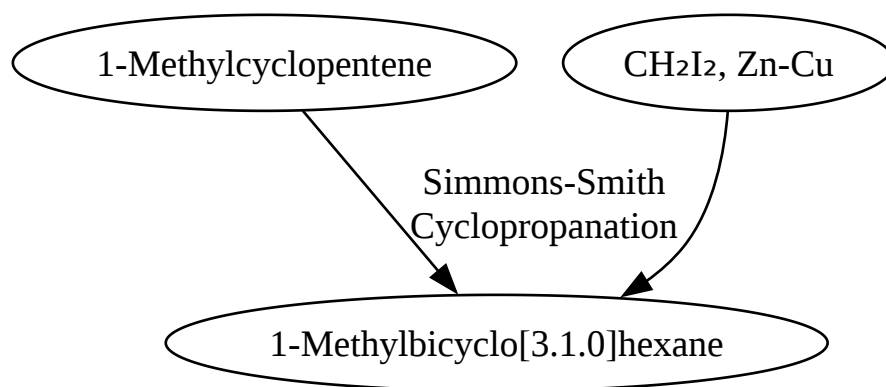 1-Methylcyclopentene
CH₂I₂, Zn-Cu
Simmons-Smith
Cyclopropanation
1-Methylbicyclo[3.1.0]hexane